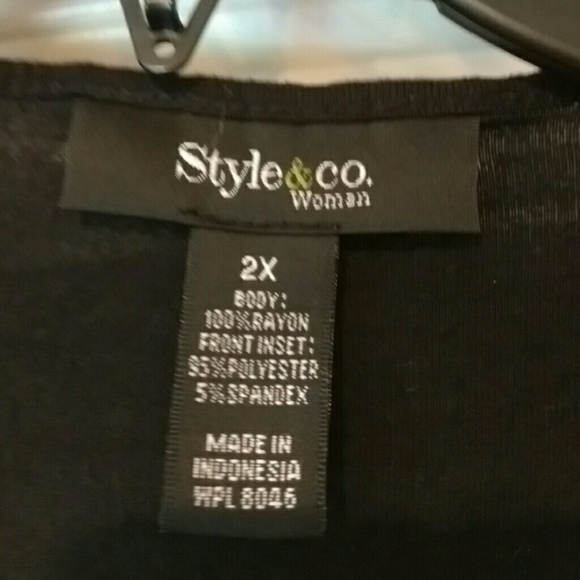 Style&co.
Woman
2X
BODY:
100%RAYON
FRONT INSET:
95%POLYESTER
5%SPANDEX
MADE IN
INDONESIA
WPL 8046